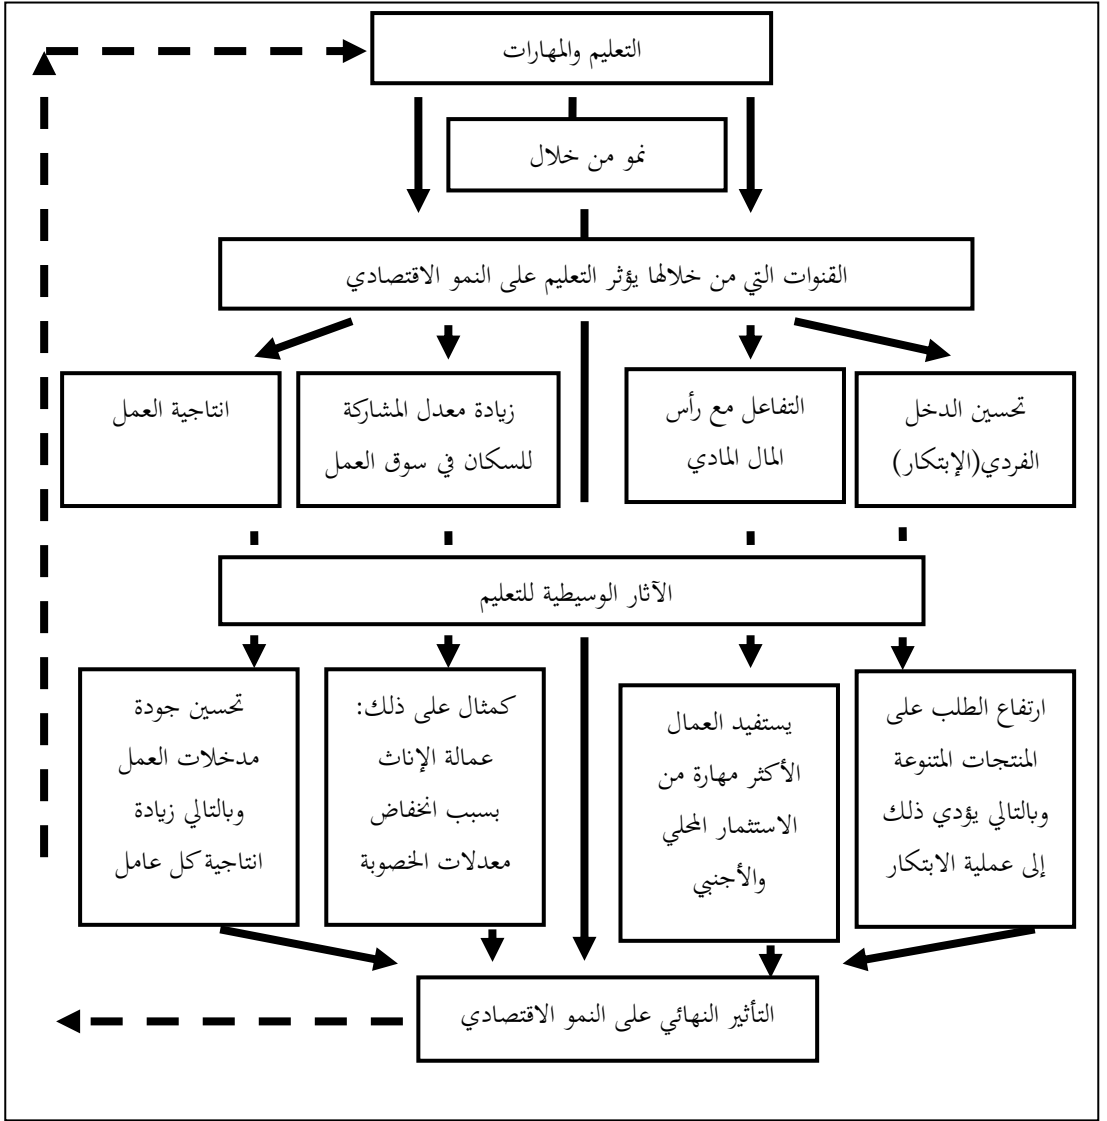 التعليم والمهارات
نمو من خلال
القنوات التي من خلالها يؤثر التعليم على النمو الاقتصادي
تحسين الدخل
الفردي(الإبتكار)
التفاعل مع رأس
المال المادي
زيادة معدل المشاركة
للسكان في سوق العمل
انتاجية العمل
الآثار الوسيطية للتعليم
ارتفاع الطلب على
المنتجات المتنوعة
وبالتالي يؤدي ذلك
إلى عملية الابتكار
يستفيد العمال
الأكثر مهارة من
الاستثمار المحلي
والأجنبي
كمثال على ذلك:
عمالة الإناث
بسبب انخفاض
معدلات الخصوبة
تحسين جودة
مدخلات العمل
وبالتالي زيادة
انتاجية كل عامل
التأثير النهائي على النمو الاقتصادي